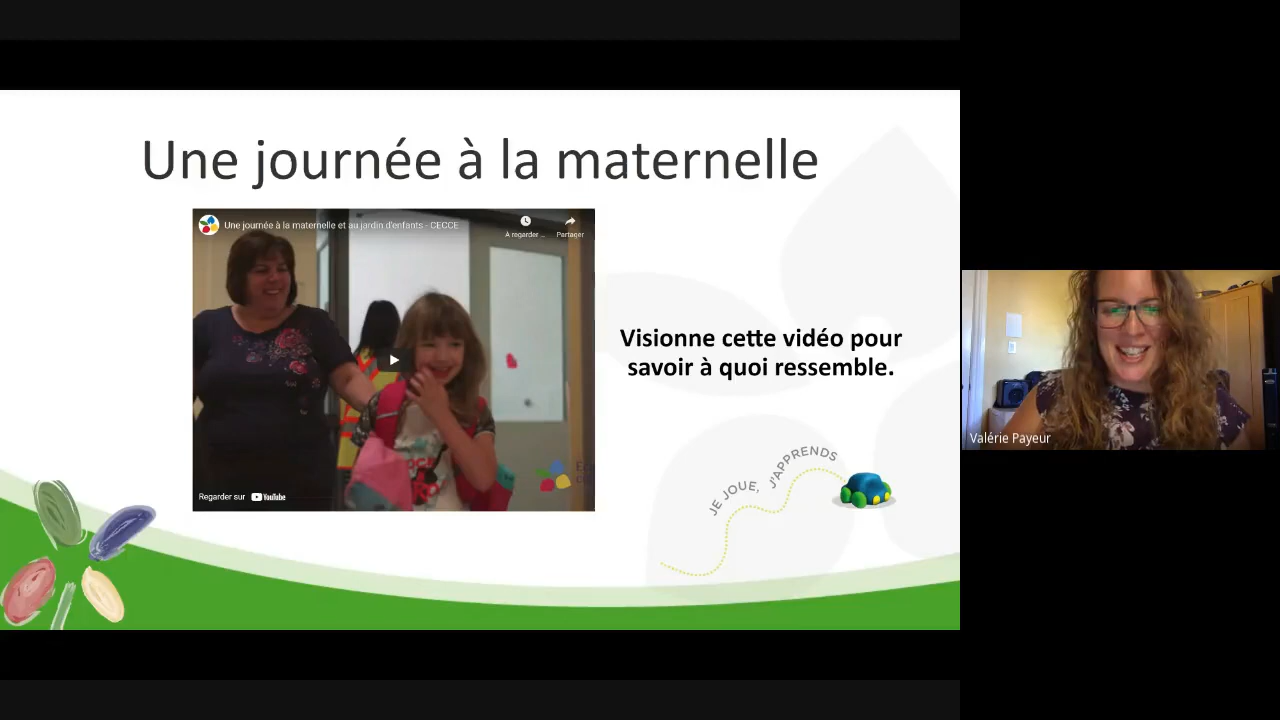 Une journée à la maternelle
Une journée à la maternelle et au jardin d'enfants - CECCE
À regarder ...
Partager
Visionne cette vidéo pour
savoir à quoi ressemble.
Valérie Payeur
JE JOUE, J'APPRENDS
Regarder sur YouTube